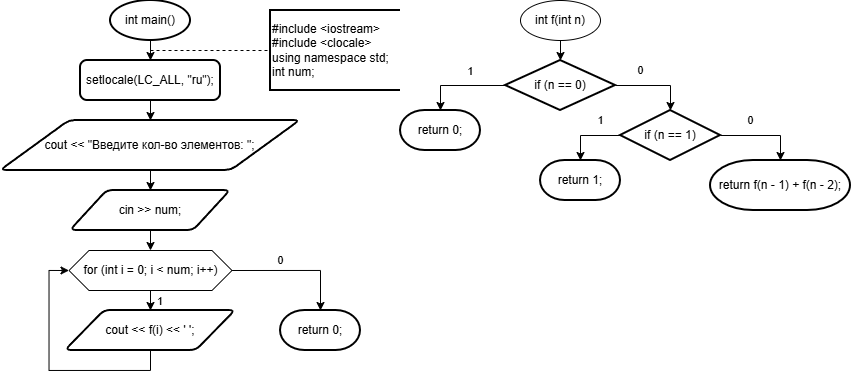 int main()
#include <iostream>
#include <clocale>
using namespace std;
int num;
setlocale(LC_ALL, "ru");
cout << "Введите кол-во элементов: ";
cin >> num;
for (int i = 0; i < num; i++)
0
1
cout << f(i) << ' ';
return 0;
int f(int n)
if (n == 0)
1
0
return 0;
if (n == 1)
1
0
return 1;
return f(n - 1) + f(n - 2);